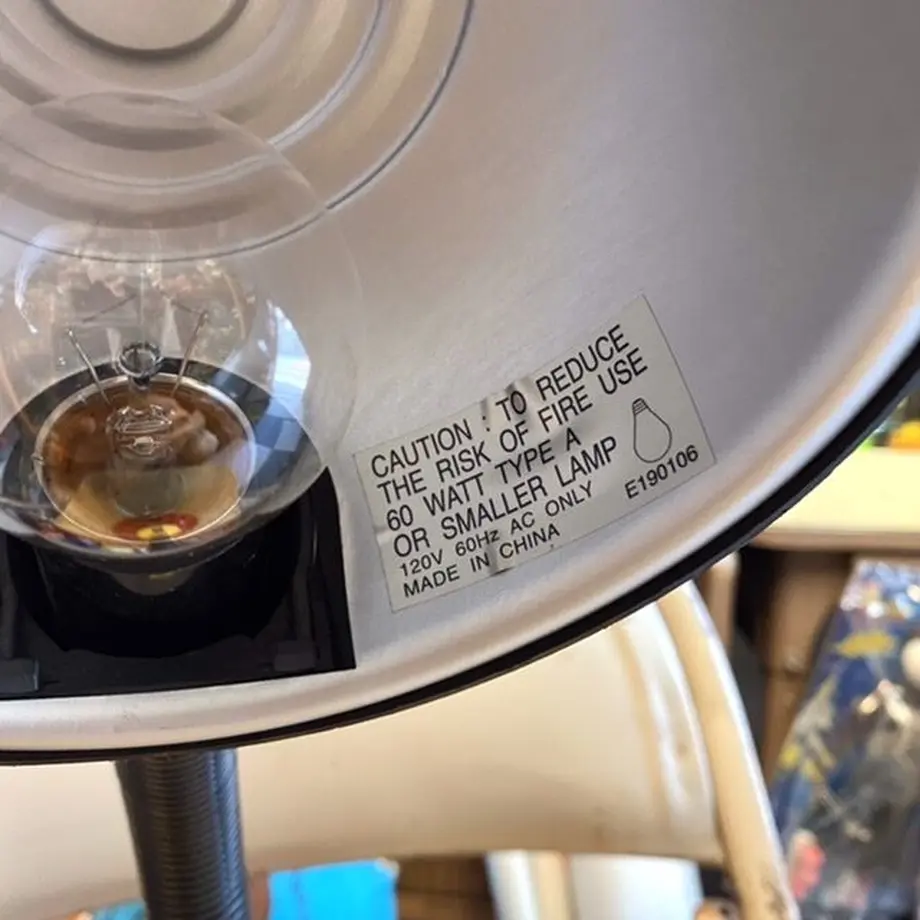 CAUTION : TO REDUCE
THE RISK OF FIRE USE
60 WATT TYPE A
OR SMALLER LAMP
120V 60Hz AC ONLY
MADE IN CHINA
E190106